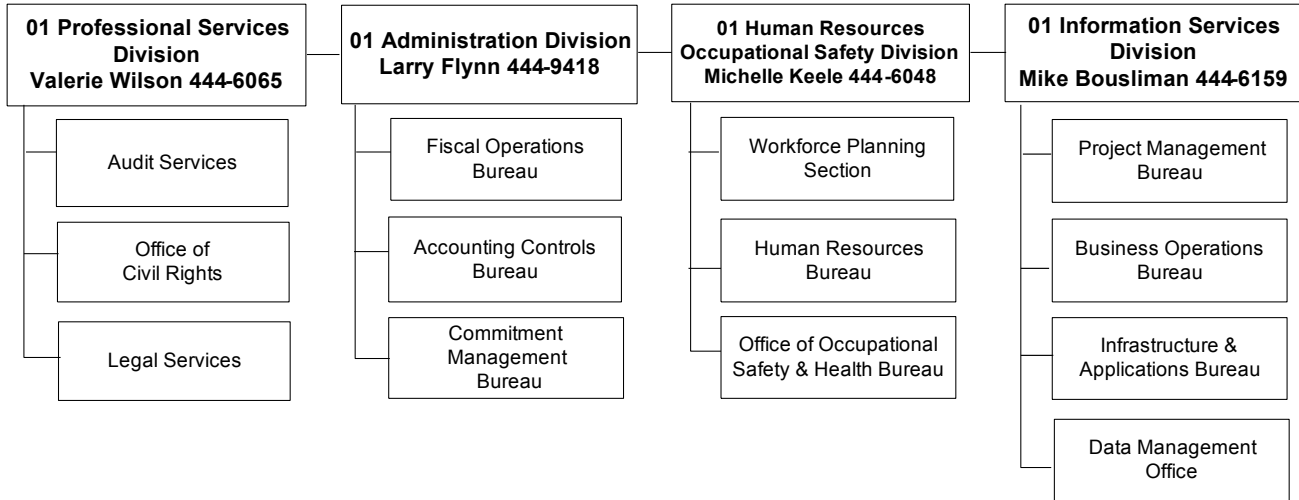 01 Professional Services
Division
Valerie Wilson 444-6065
Audit Services
Office of
Civil Rights
Legal Services
01 Administration Division
Larry Flynn 444-9418
Fiscal Operations
Bureau
Accounting Controls
Bureau
Commitment
Management
Bureau
01 Human Resources
Occupational Safety Division
Michelle Keele 444-6048
Workforce Planning
Section
Human Resources
Bureau
Office of Occupational
Safety & Health Bureau
01 Information Services
Division
Mike Bousliman 444-6159
Project Management
Bureau
Business Operations
Bureau
Infrastructure &
Applications Bureau
Data Management
Office